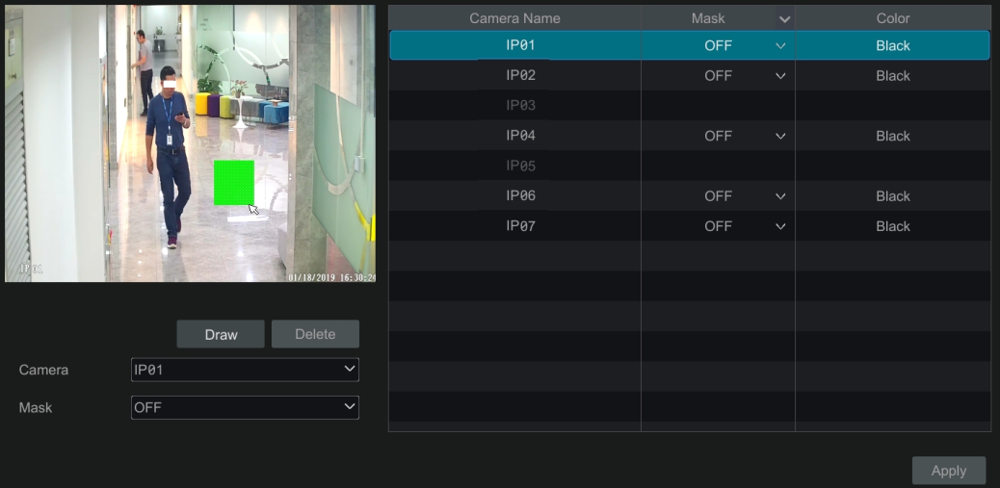 IP01
01/18/2019 16:30:24
Draw Delete
Camera IP01
Mask OFF
Camera Name Mask Color
IP01 OFF Black
IP02 OFF Black
IP03
IP04 OFF Black
IP05
IP06 OFF Black
IP07 OFF Black
Apply